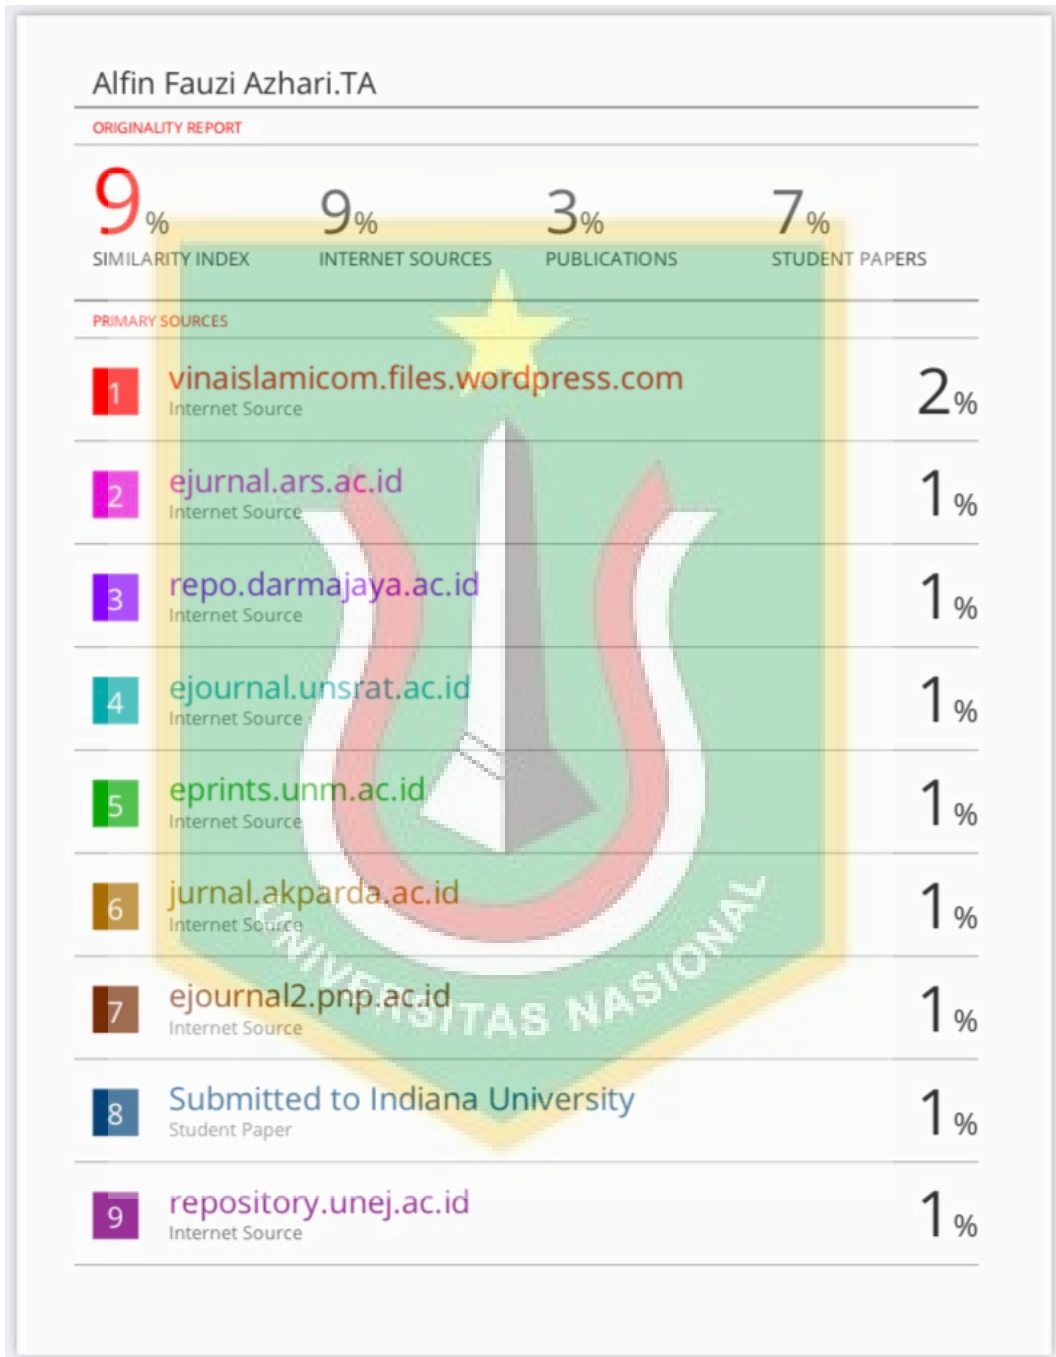 Alfin Fauzi Azhari.TA
ORIGINALITY REPORT
9% 9% 3% 7%
SIMILARITY INDEX INTERNET SOURCES PUBLICATIONS STUDENT PAPERS
PRIMARY SOURCES
1 vinaislamicom.files.wordpress.com 2%
Internet Source
2 ejurnal.ars.ac.id 1%
Internet Source
3 repo.darmajaya.ac.id 1%
Internet Source
4 ejournal.unsrat.ac.id 1%
Internet Source
5 eprints.unm.ac.id 1%
Internet Source
6 jurnal.akparda.ac.id 1%
Internet Source
7 ejournal2.pnp.ac.id 1%
Internet Source
8 Submitted to Indiana University 1%
Student Paper
9 repository.unej.ac.id 1%
Internet Source
UNIVERSITAS NASIONAL